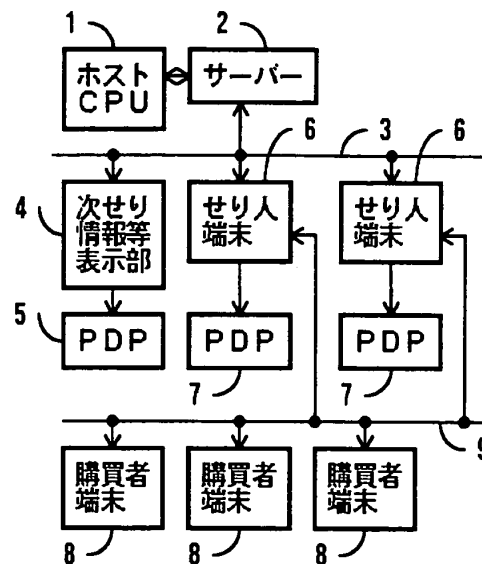 1
2
ホスト
CPU
サーバー
6
3
6
4
次せり
情報等
表示部
せり人
端末
せり人
端末
5
PDP
PDP
PDP
7
7
9
購買者
端末
購買者
端末
購買者
端末
8
8
8